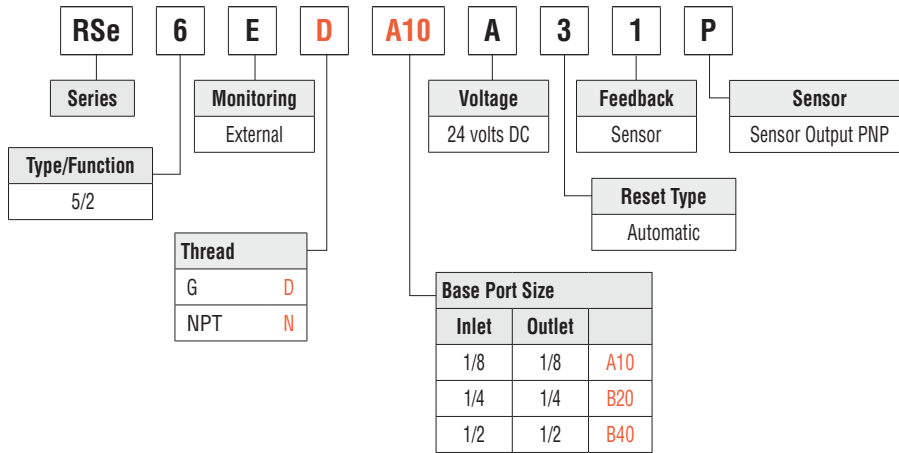 RSe 6 E D A10 A 3 1 P
Series
Monitoring
External
Voltage
24 volts DC
Feedback
Sensor
Sensor
Sensor Output PNP
Type/Function
5/2
Reset Type
Automatic
Thread
G D
NPT N
Base Port Size
Inlet Outlet
1/8 1/8 A10
1/4 1/4 B20
1/2 1/2 B40